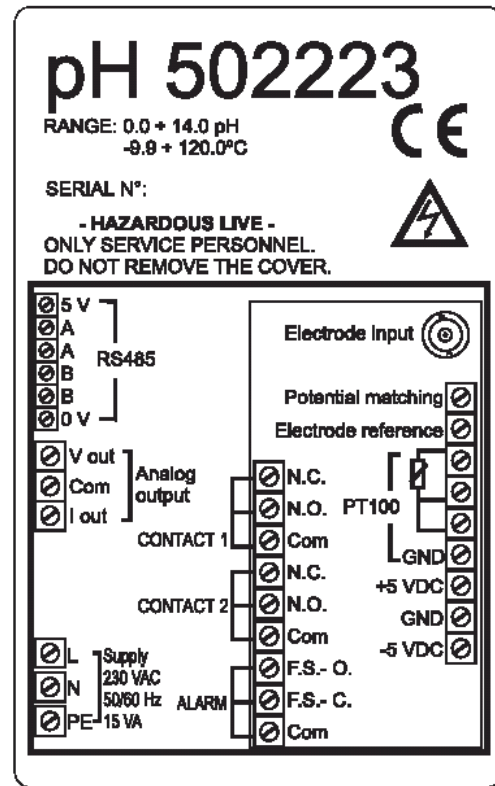 pH 502223
RANGE: 0.0 + 14.0 pH
-9.9 + 120.0ºC
CE
SERIAL Nº:
- HAZARDOUS LIVE -
ONLY SERVICE PERSONNEL.
DO NOT REMOVE THE COVER.
5 V
A
A
B
B
0 V
RS485
V out
Com
I out
Analog
output
L
N
PE
Supply
230 VAC
50/60 Hz
15 VA
CONTACT 1
N.C.
N.O.
Com
CONTACT 2
N.C.
N.O.
Com
ALARM
F.S.- O.
F.S.- C.
Com
Electrode input
Potential matching
Electrode reference
PT100
GND
+5 VDC
GND
-5 VDC